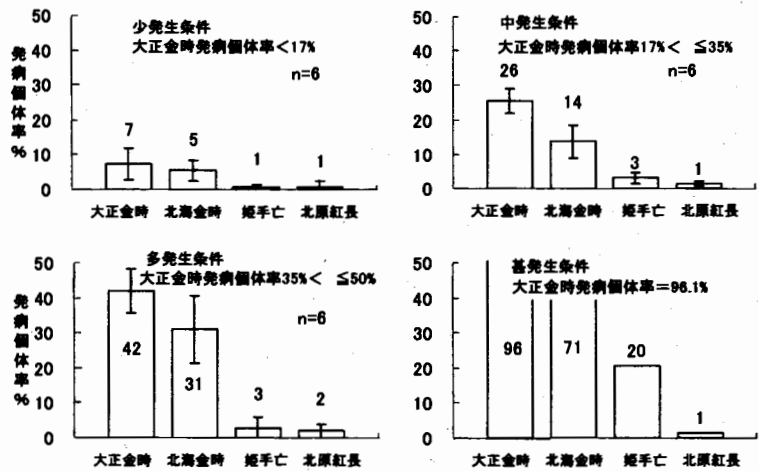 発病個体率%
50
40
30
20
10
0
少発生条件
大正金時発病個体率<17%
n=6
7
5
1
1
大正金時 北海金時 姫手亡 北原紅長
50
40
30
20
10
0
中発生条件
大正金時発病個体率17%< ≦35%
n=6
26
14
3
1
大正金時 北海金時 姫手亡 北原紅長
発病個体率%
50
40
30
20
10
0
多発生条件
大正金時発病個体率35%< ≦50%
n=6
42
31
3
2
大正金時 北海金時 姫手亡 北原紅長
50
40
30
20
10
0
甚発生条件
大正金時発病個体率=96.1%
96
71
20
1
大正金時 北海金時 姫手亡 北原紅長